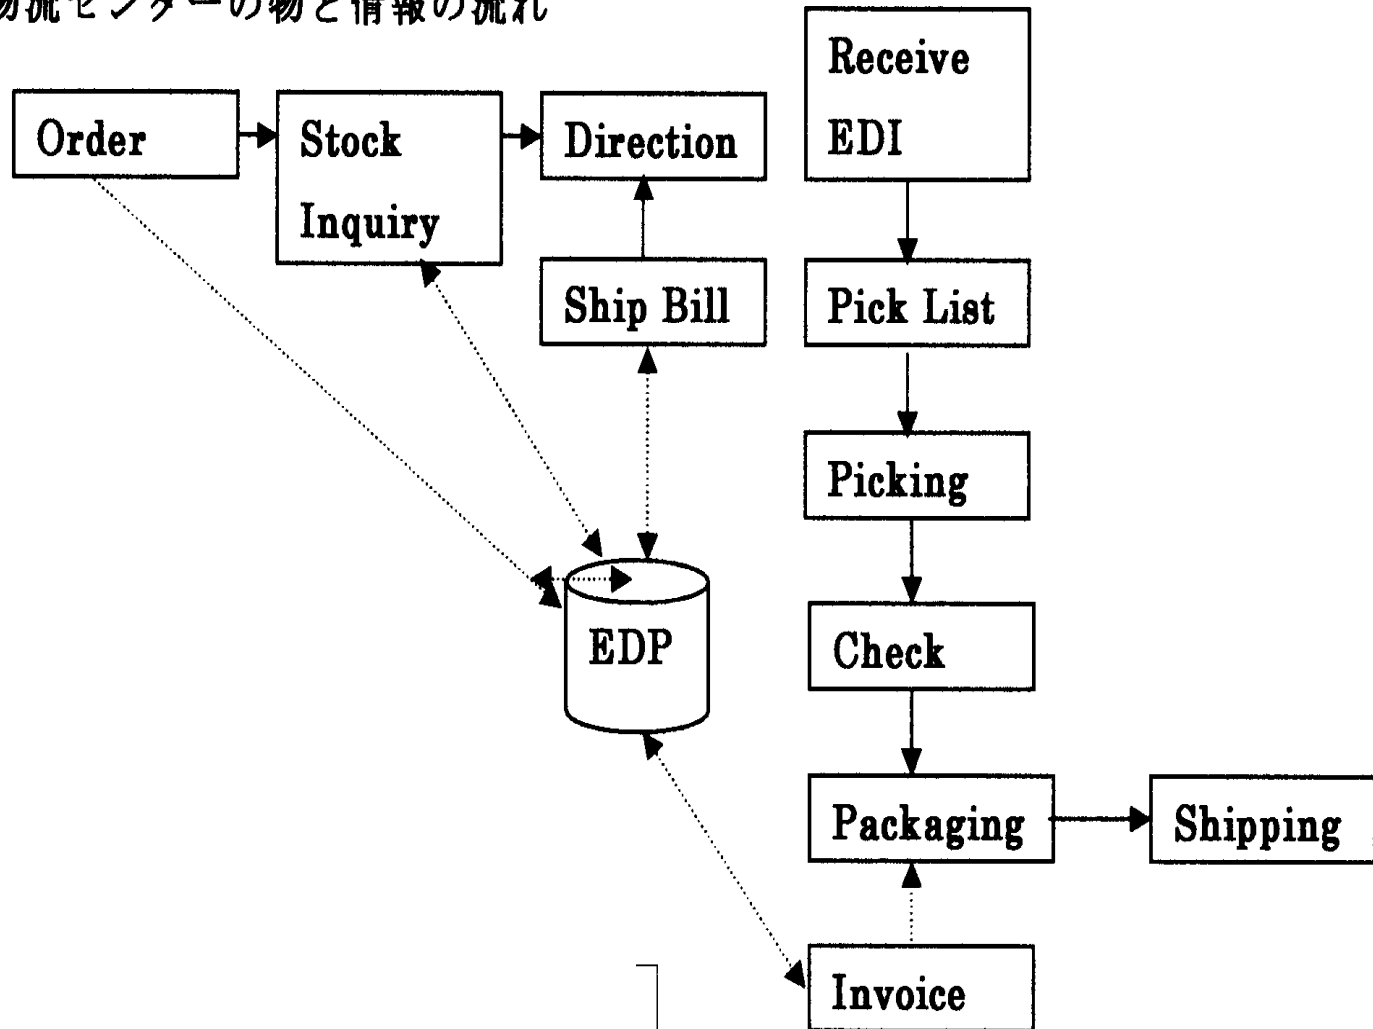 物流センターの物と情報の流れ
Order
Stock
Inquiry
Direction
Ship Bill
EDP
Receive
EDI
Pick List
Picking
Check
Packaging
Shipping
Invoice